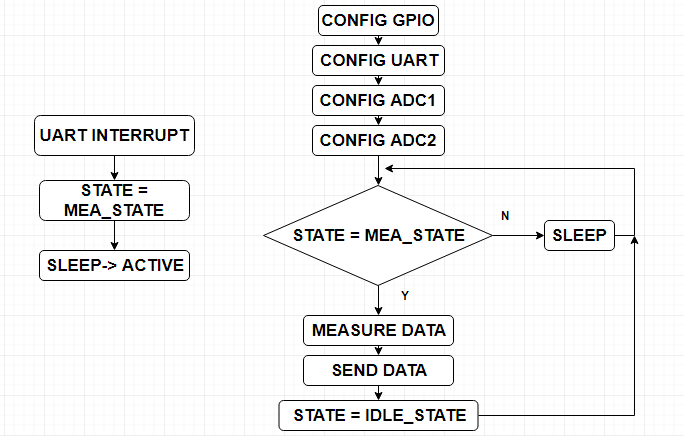 CONFIG GPIO
CONFIG UART
CONFIG ADC1
CONFIG ADC2
UART INTERRUPT
STATE =
MEA_STATE
SLEEP-> ACTIVE
STATE = MEA_STATE
N
SLEEP
Y
MEASURE DATA
SEND DATA
STATE = IDLE_STATE